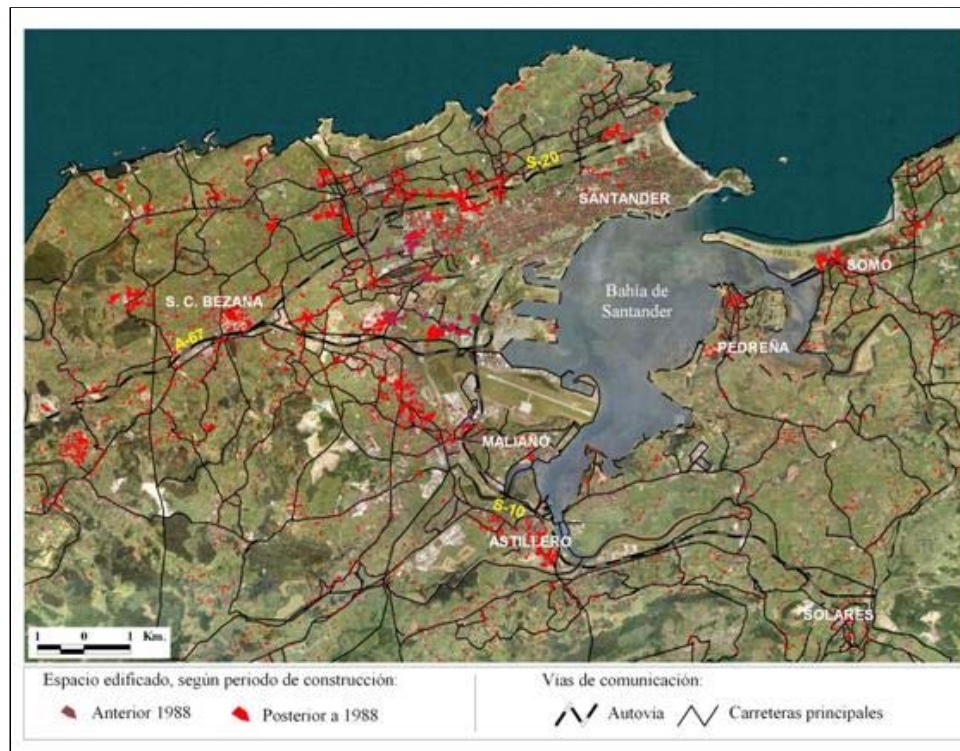 S-20
SANTANDER
SOMO
Bahía de
Santander
S. C. BEZANA
A-67
PEDREÑA
MALIAÑO
S-10
ASTILLERO
SOLARES
1 0 1 Km.
Espacio edificado, según periodo de construcción:
Anterior 1988
Posterior a 1988
Vías de comunicación:
Autovía
Carreteras principales